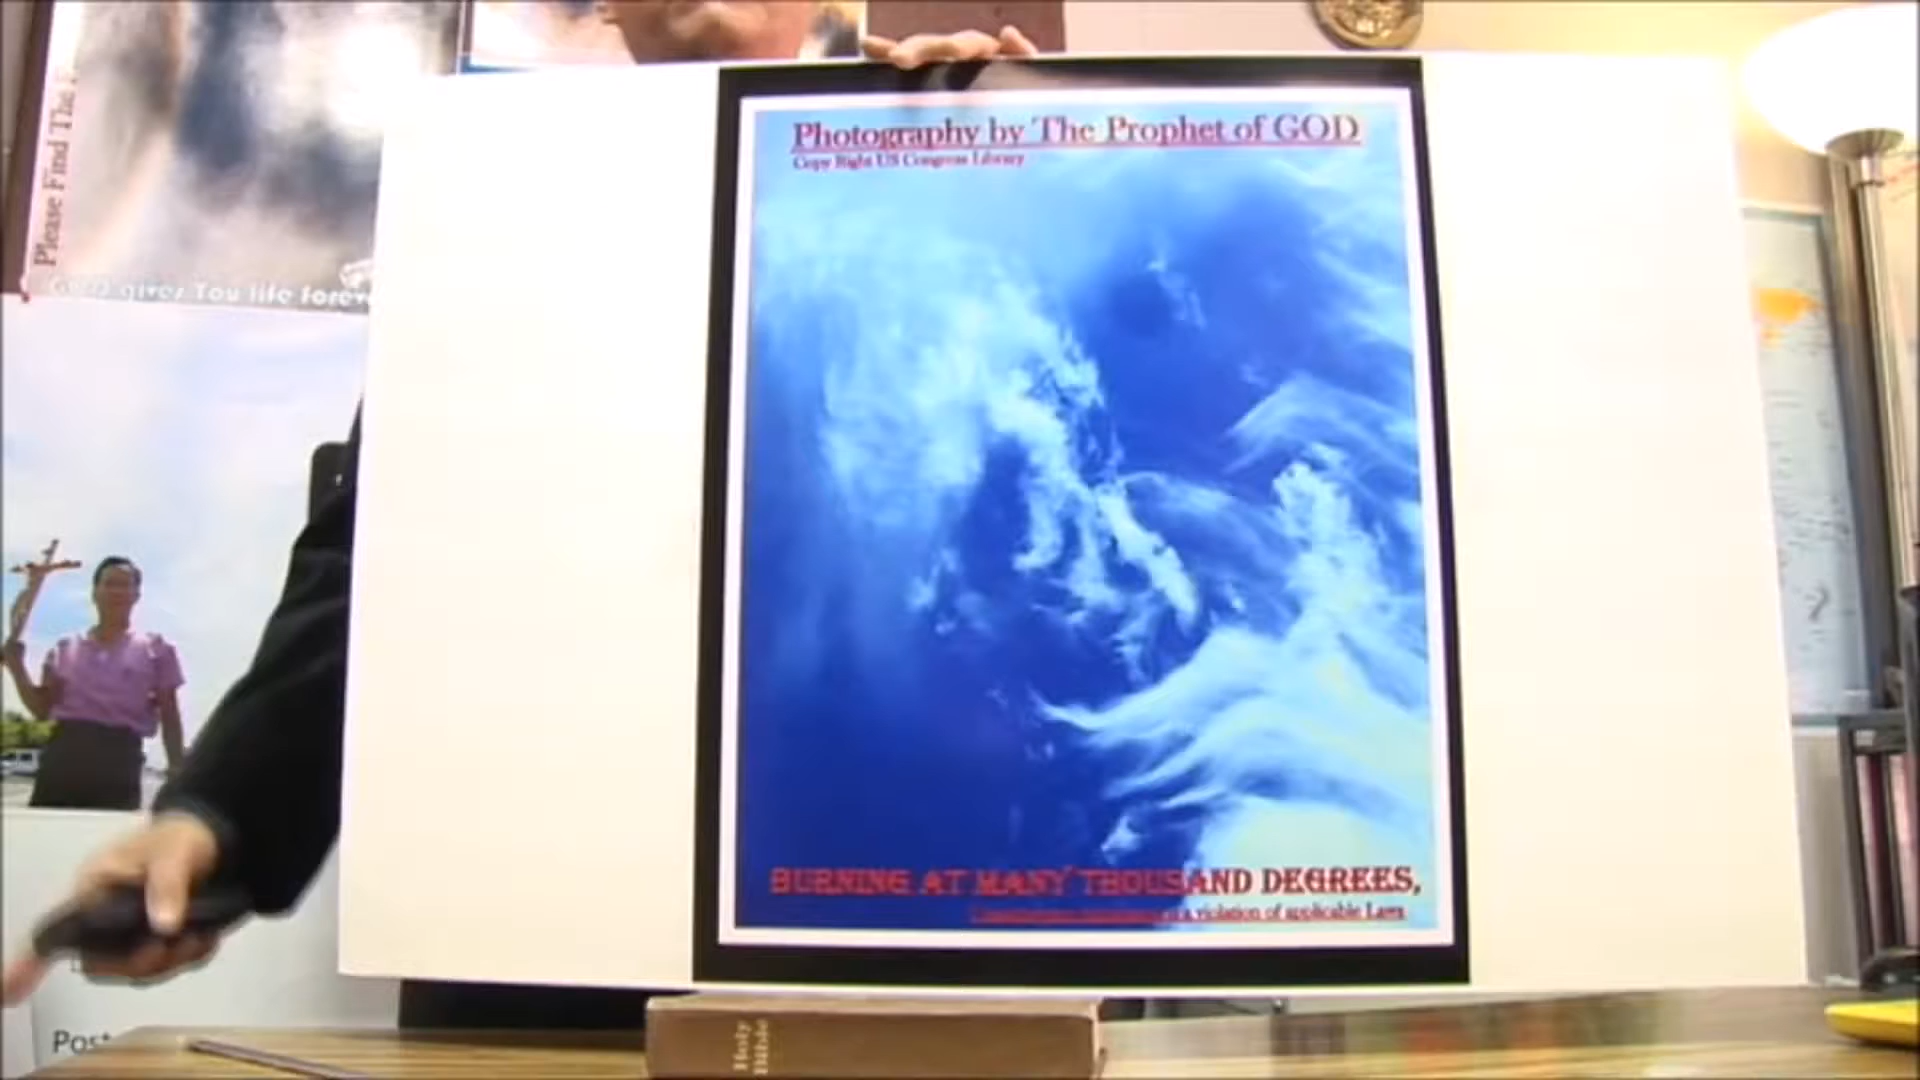 Please Find The
God gives You life forev
Photography by The Prophet of GOD
Copy Right US Congress Library
BURNING AT MANY THOUSAND DEGREES,
is a violation of applicable Laws
Holy
Bible
Post